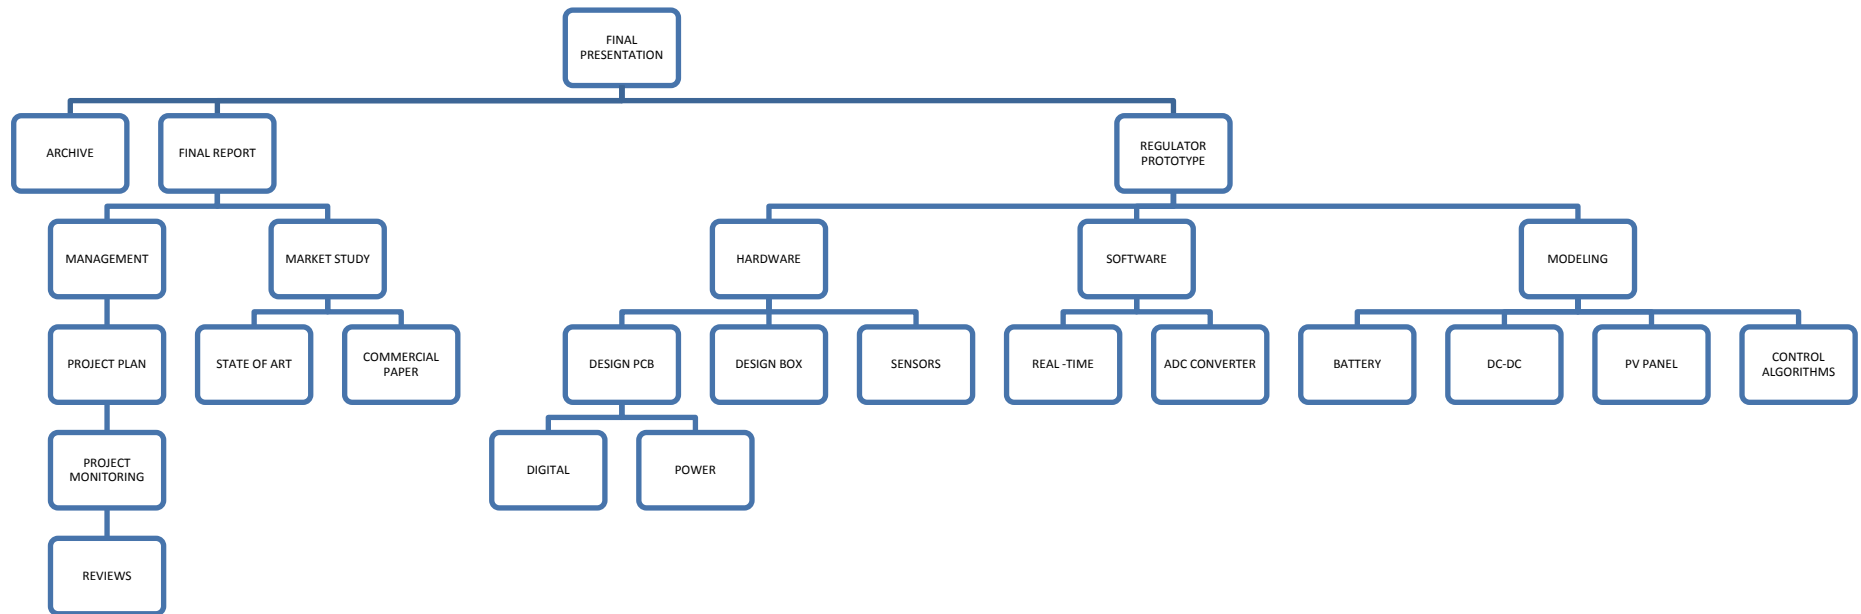 FINAL
PRESENTATION
ARCHIVE
FINAL REPORT
REGULATOR
PROTOTYPE
MANAGEMENT
MARKET STUDY
HARDWARE
SOFTWARE
MODELING
PROJECT PLAN
STATE OF ART
COMMERCIAL
PAPER
DESIGN PCB
DESIGN BOX
SENSORS
REAL -TIME
ADC CONVERTER
BATTERY
DC-DC
PV PANEL
CONTROL
ALGORITHMS
PROJECT
MONITORING
DIGITAL
POWER
REVIEWS